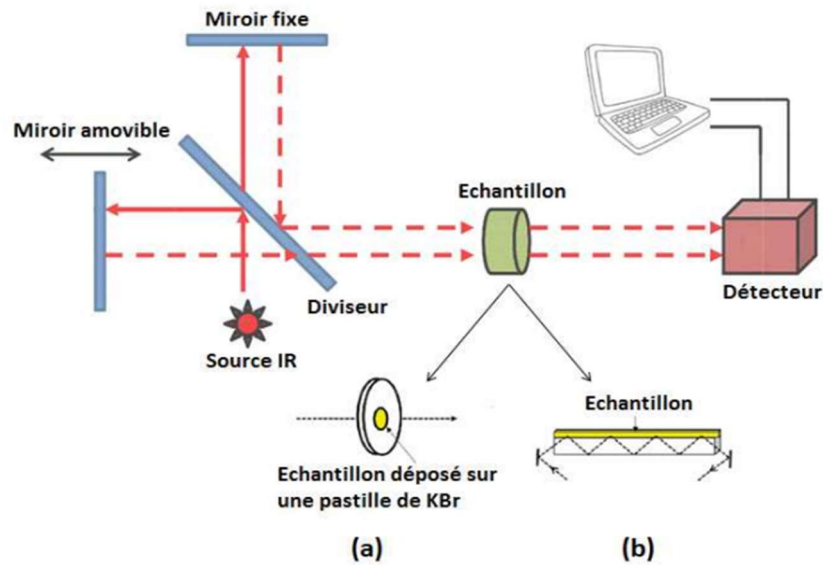 Miroir fixe
Miroir amovible
Echantillon
Diviseur
Détecteur
Source IR
Echantillon
Echantillon déposé sur
une pastille de KBr
(a)
(b)